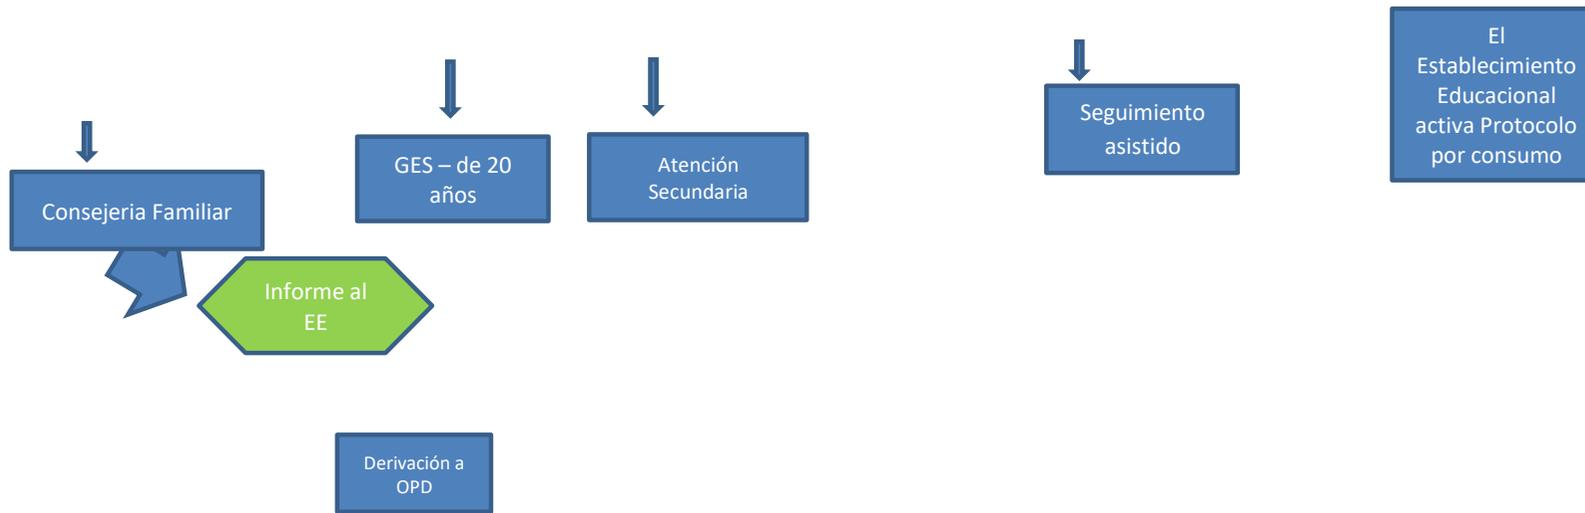 El
Establecimiento
Educacional
activa Protocolo
por consumo
Seguimiento
asistido
GES – de 20
años
Atención
Secundaria
Consejeria Familiar
Informe al
EE
Derivación a
OPD